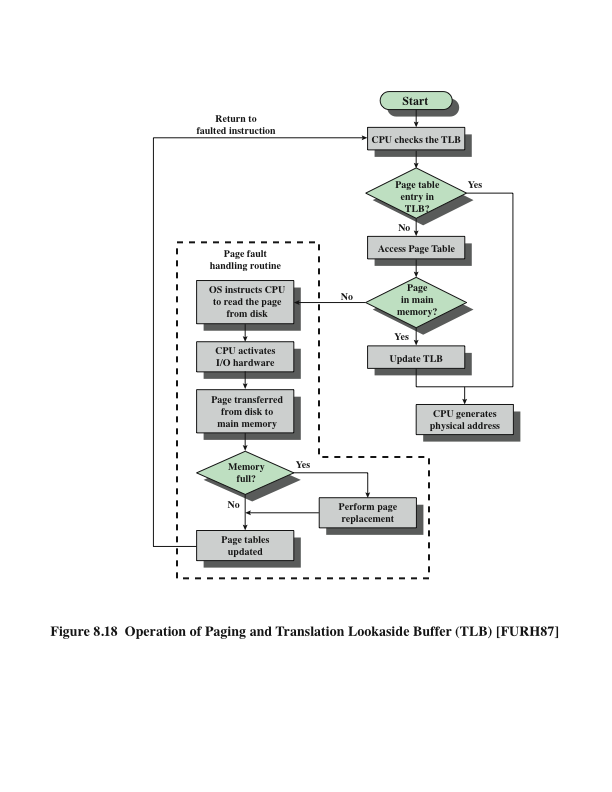 Start
Return to
faulted instruction
CPU checks the TLB
Page table
entry in
TLB?
Yes
No
Access Page Table
Page fault
handling routine
Page
in main
memory?
No
Yes
OS instructs CPU
to read the page
from disk
Update TLB
CPU activates
I/O hardware
CPU generates
physical address
Page transferred
from disk to
main memory
Memory
full?
Yes
No
Perform page
replacement
Page tables
updated
Figure 8.18 Operation of Paging and Translation Lookaside Buffer (TLB) [FURH87]